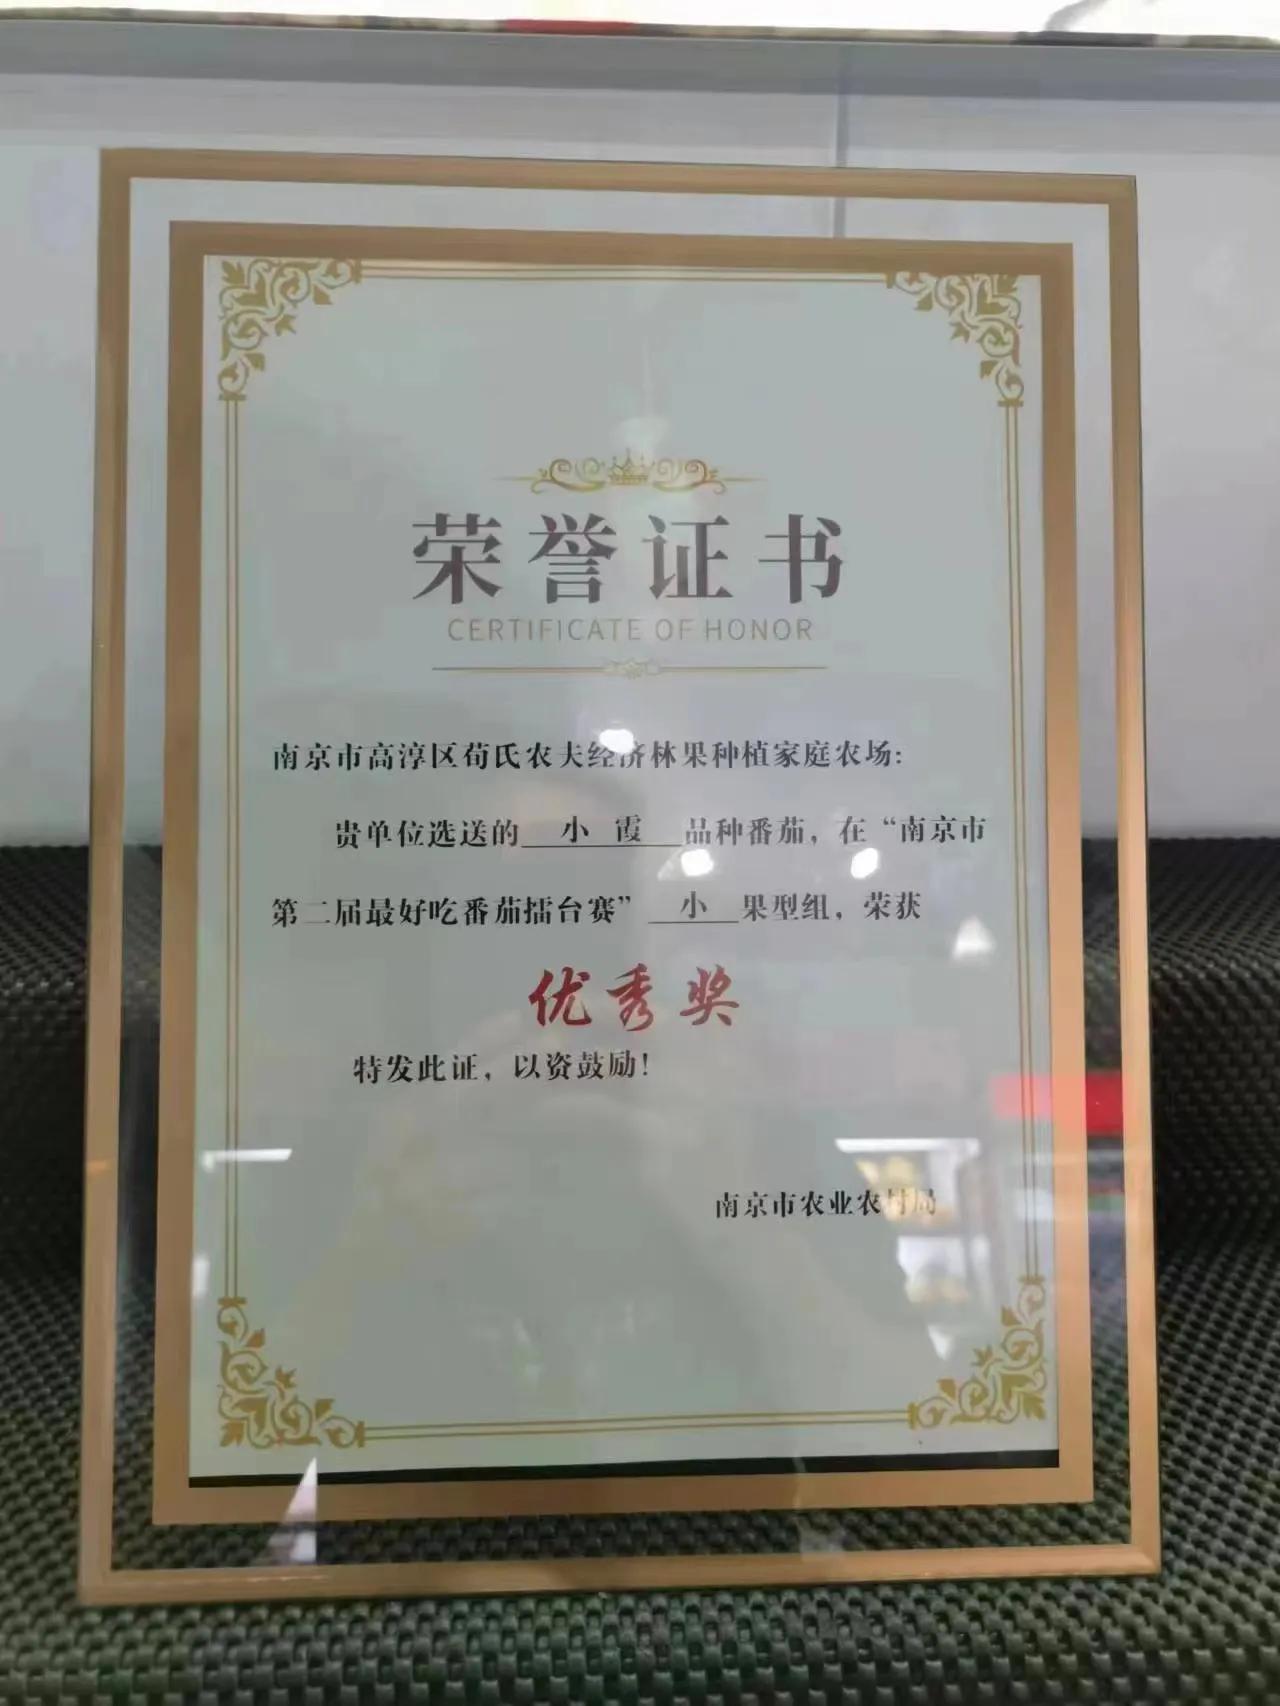 荣誉证书
CERTIFICATE OF HONOR
南京市高淳区荀氏农夫经济林果种植家庭农场:
贵单位选送的 小霞 品种番茄，在“南京市
第二届最好吃番茄擂台赛” 小 果型组，荣获
优秀奖
特发此证，以资鼓励！
南京市农业农村局